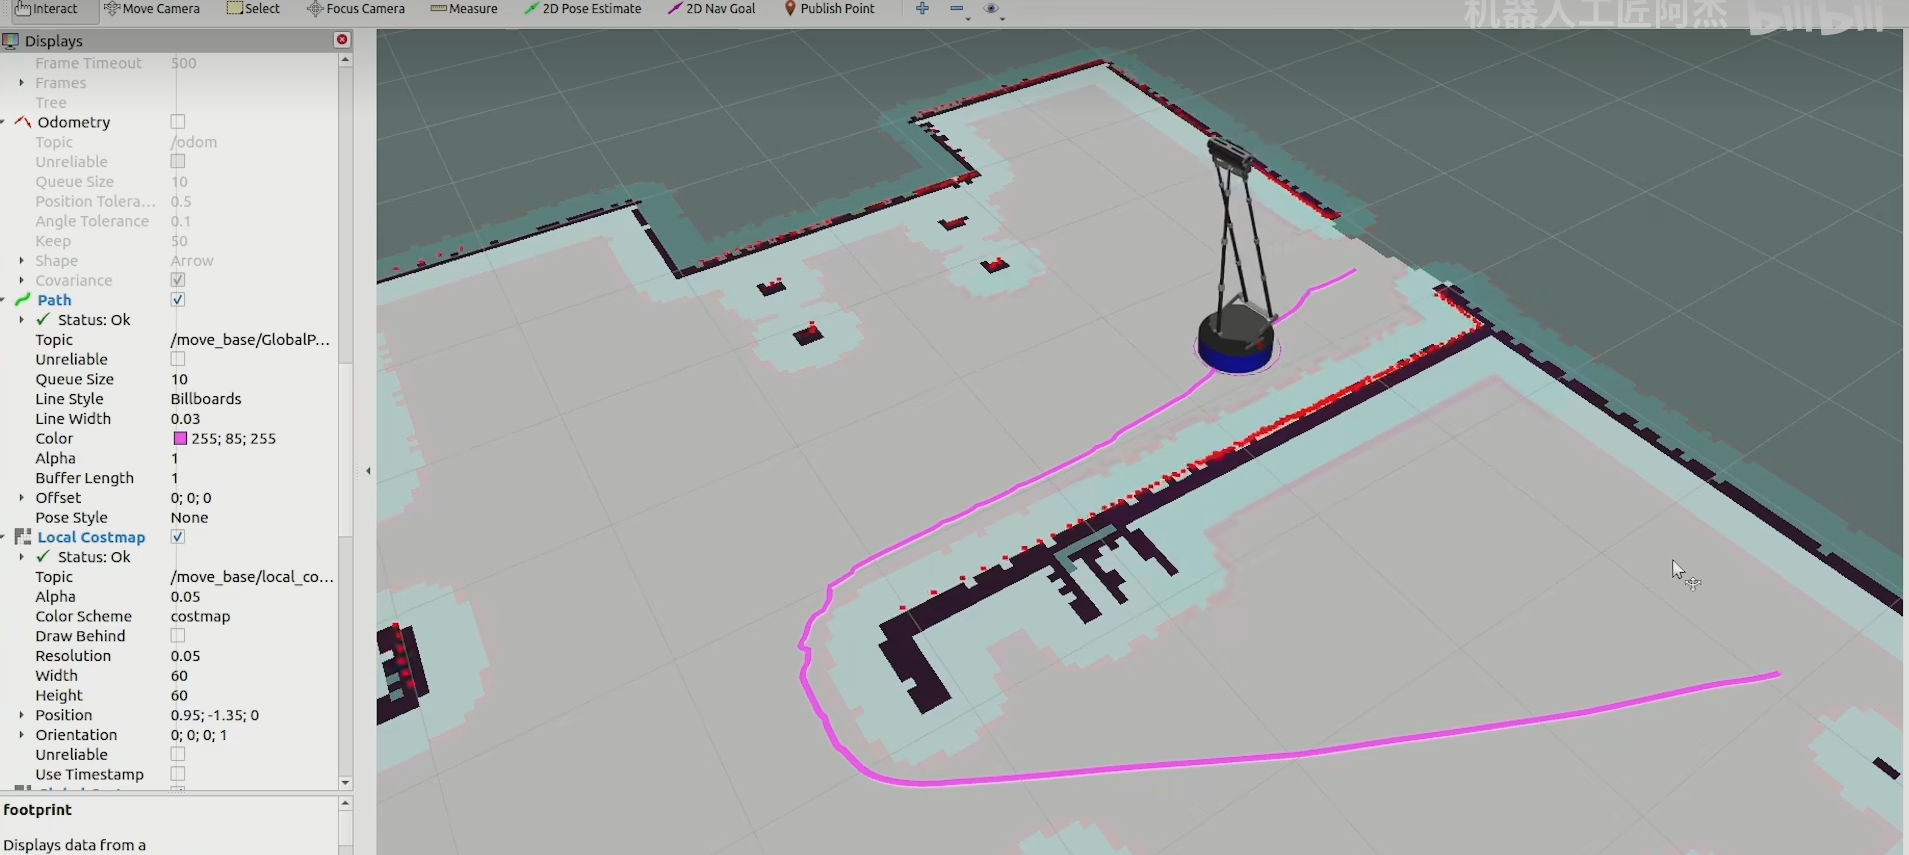 Interact Move Camera Select Focus Camera Measure 2D Pose Estimate 2D Nav Goal Publish Point
机器人工匠阿杰 bilibili
Displays
Frame Timeout 500
Frames
Tree
Odometry
Topic /odom
Unreliable
Queue Size 10
Position Tolera... 0.5
Angle Tolerance 0.1
Keep 50
Shape Arrow
Covariance
Path
Status: Ok
Topic /move_base/GlobalP...
Unreliable
Queue Size 10
Line Style Billboards
Line Width 0.03
Color 255; 85; 255
Alpha 1
Buffer Length 1
Offset 0; 0; 0
Pose Style None
Local Costmap
Status: Ok
Topic /move_base/local_co...
Alpha 0.05
Color Scheme costmap
Draw Behind
Resolution 0.05
Width 60
Height 60
Position 0.95; -1.35; 0
Orientation 0; 0; 0; 1
Unreliable
Use Timestamp
footprint
Displays data from a